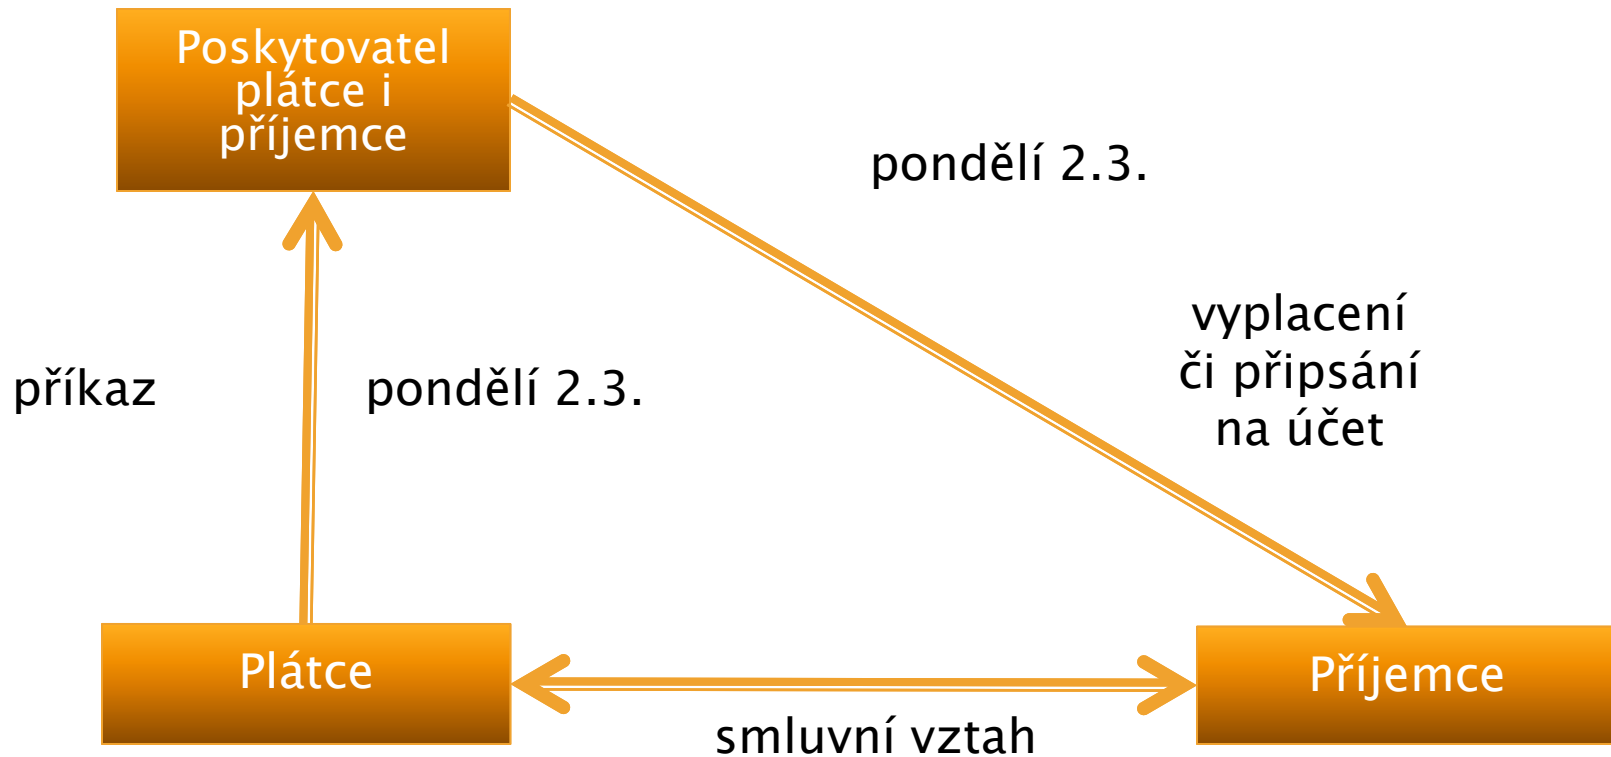 Poskytovatel
plátce i
příjemce
pondělí 2.3.
vyplacení
či připsání
na účet
příkaz
pondělí 2.3.
Plátce
Příjemce
smluvní vztah